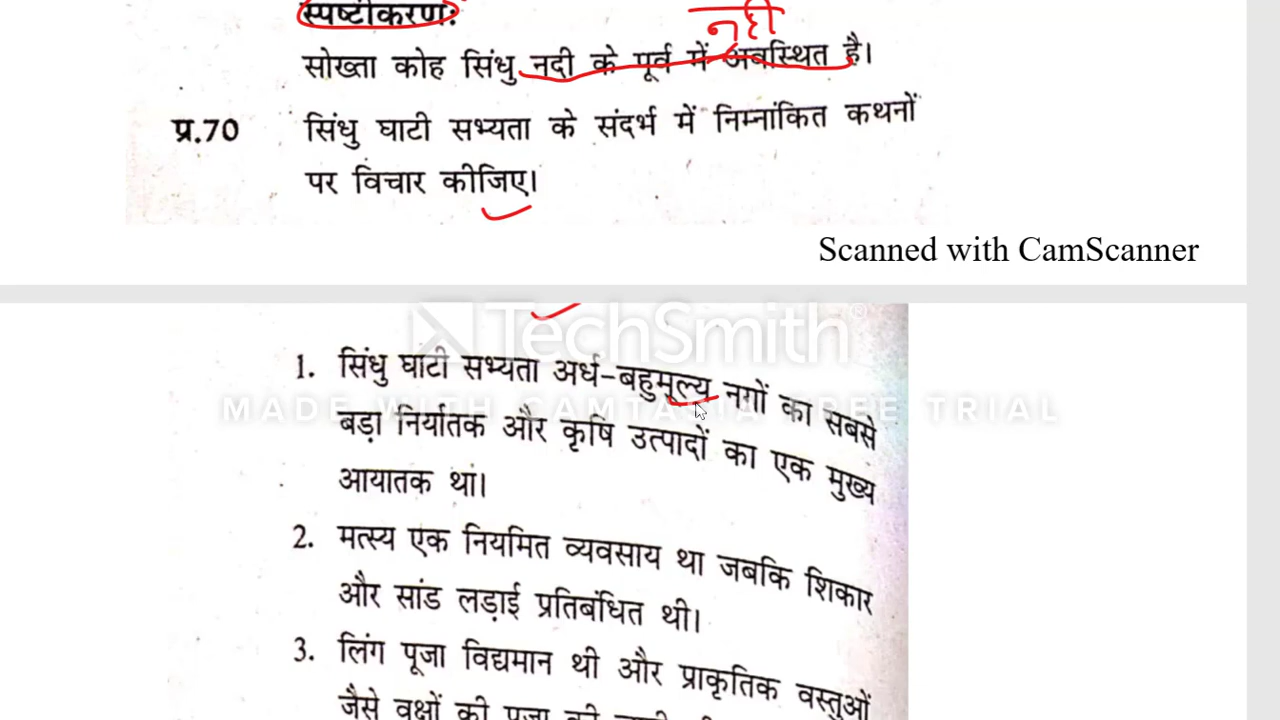 स्पष्टीकरण:
नही
सोख्ता कोह सिंधु नदी के पूर्व में अवस्थित है।
प्र.70 सिंधु घाटी सभ्यता के संदर्भ में निम्नांकित कथनों
पर विचार कीजिए।
Scanned with CamScanner
TechSmith
MADE WITH CAMTASIA FREE TRIAL
1. सिंधु घाटी सभ्यता अर्ध-बहुमूल्य नगों का सबसे
बड़ा निर्यातक और कृषि उत्पादों का एक मुख्य
आयातक था।
2. मत्स्य एक नियमित व्यवसाय था जबकि शिकार
और सांड लड़ाई प्रतिबंधित थी।
3. लिंग पूजा विद्यमान थी और प्राकृतिक वस्तुओं
जैसे वृक्षों की पूजा की